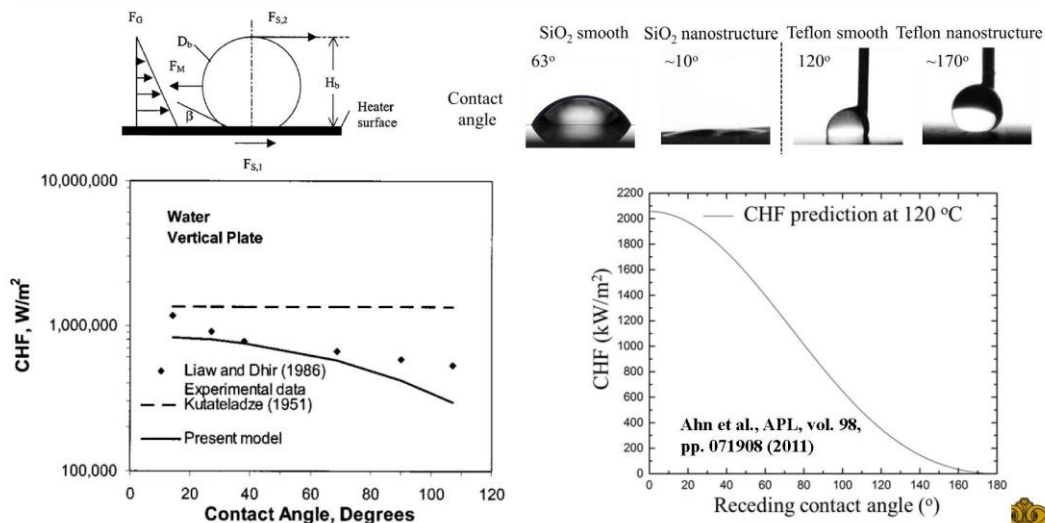 F_G
F_S,2
D_b
F_M
H_b
β
Heater
surface
F_S,1
Contact
angle
SiO₂ smooth
63°
SiO₂ nanostructure
~10°
Teflon smooth
120°
Teflon nanostructure
~170°
10,000,000
1,000,000
100,000
CHF, W/m²
Water
Vertical Plate
Liaw and Dhir (1986)
Experimental data
Kutateladze (1951)
Present model
0 20 40 60 80 100 120
Contact Angle, Degrees
2200
2000
1800
1600
1400
1200
1000
800
600
400
200
0
CHF (kW/m²)
CHF prediction at 120 °C
Ahn et al., APL, vol. 98,
pp. 071908 (2011)
0 20 40 60 80 100 120 140 160 180
Receding contact angle (°)